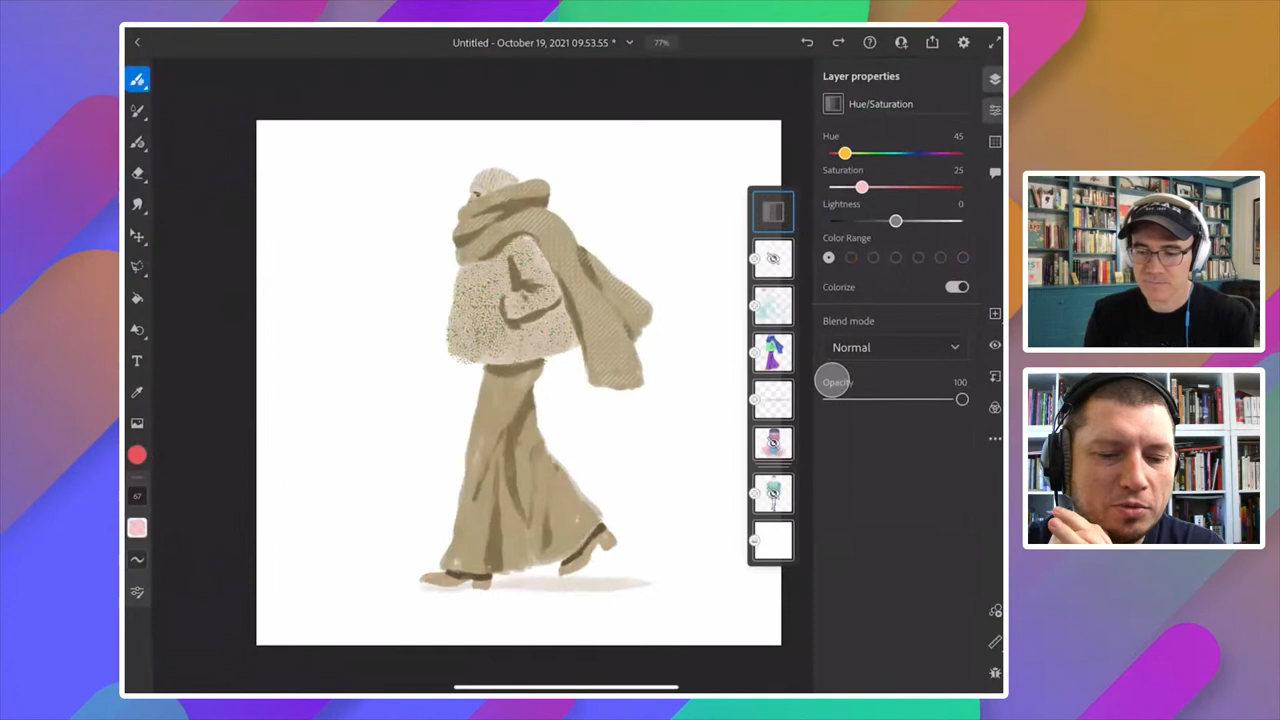 Untitled - October 19, 2021 09.53.55 *
77%
Layer properties
Hue/Saturation
Hue 45
Saturation 25
Lightness 0
Color Range
Colorize
Blend mode
Normal
Opacity 100
T
67